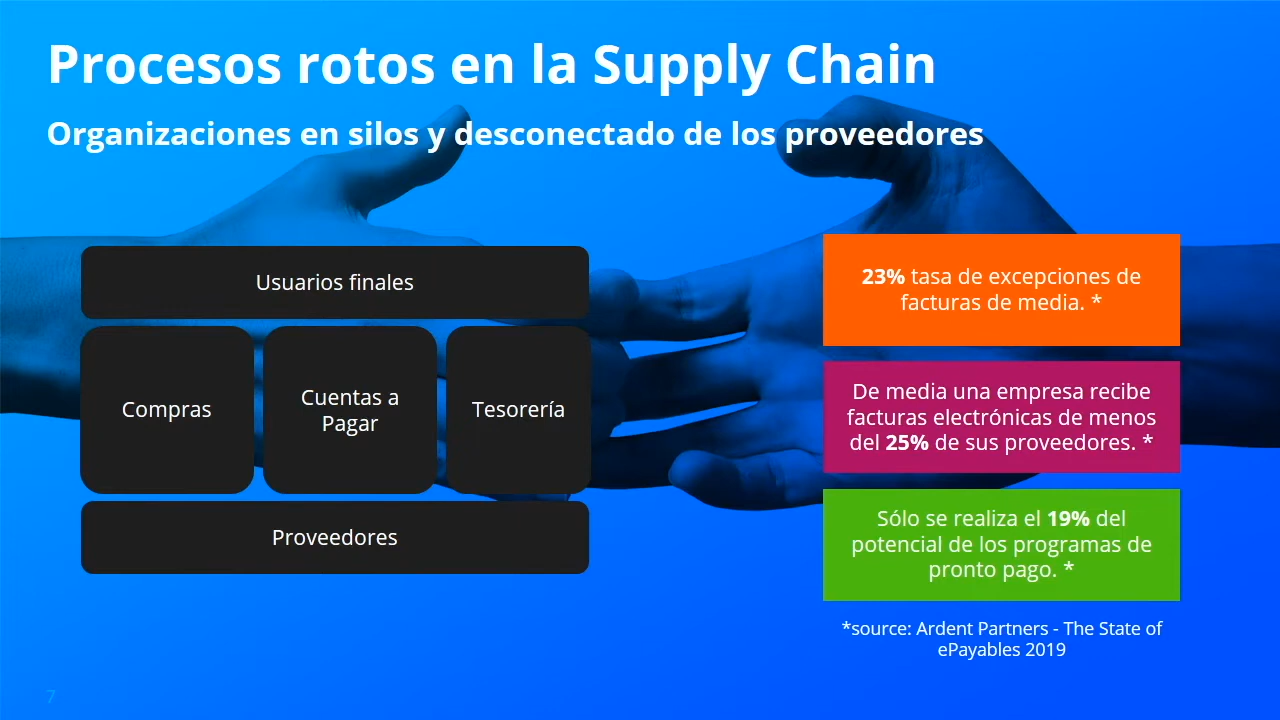 Procesos rotos en la Supply Chain
Organizaciones en silos y desconectado de los proveedores
Usuarios finales
Compras
Cuentas a
Pagar
Tesorería
Proveedores
23% tasa de excepciones de
facturas de media. *
De media una empresa recibe
facturas electrónicas de menos
del 25% de sus proveedores. *
Sólo se realiza el 19% del
potencial de los programas de
pronto pago. *
*source: Ardent Partners - The State of
ePayables 2019
7